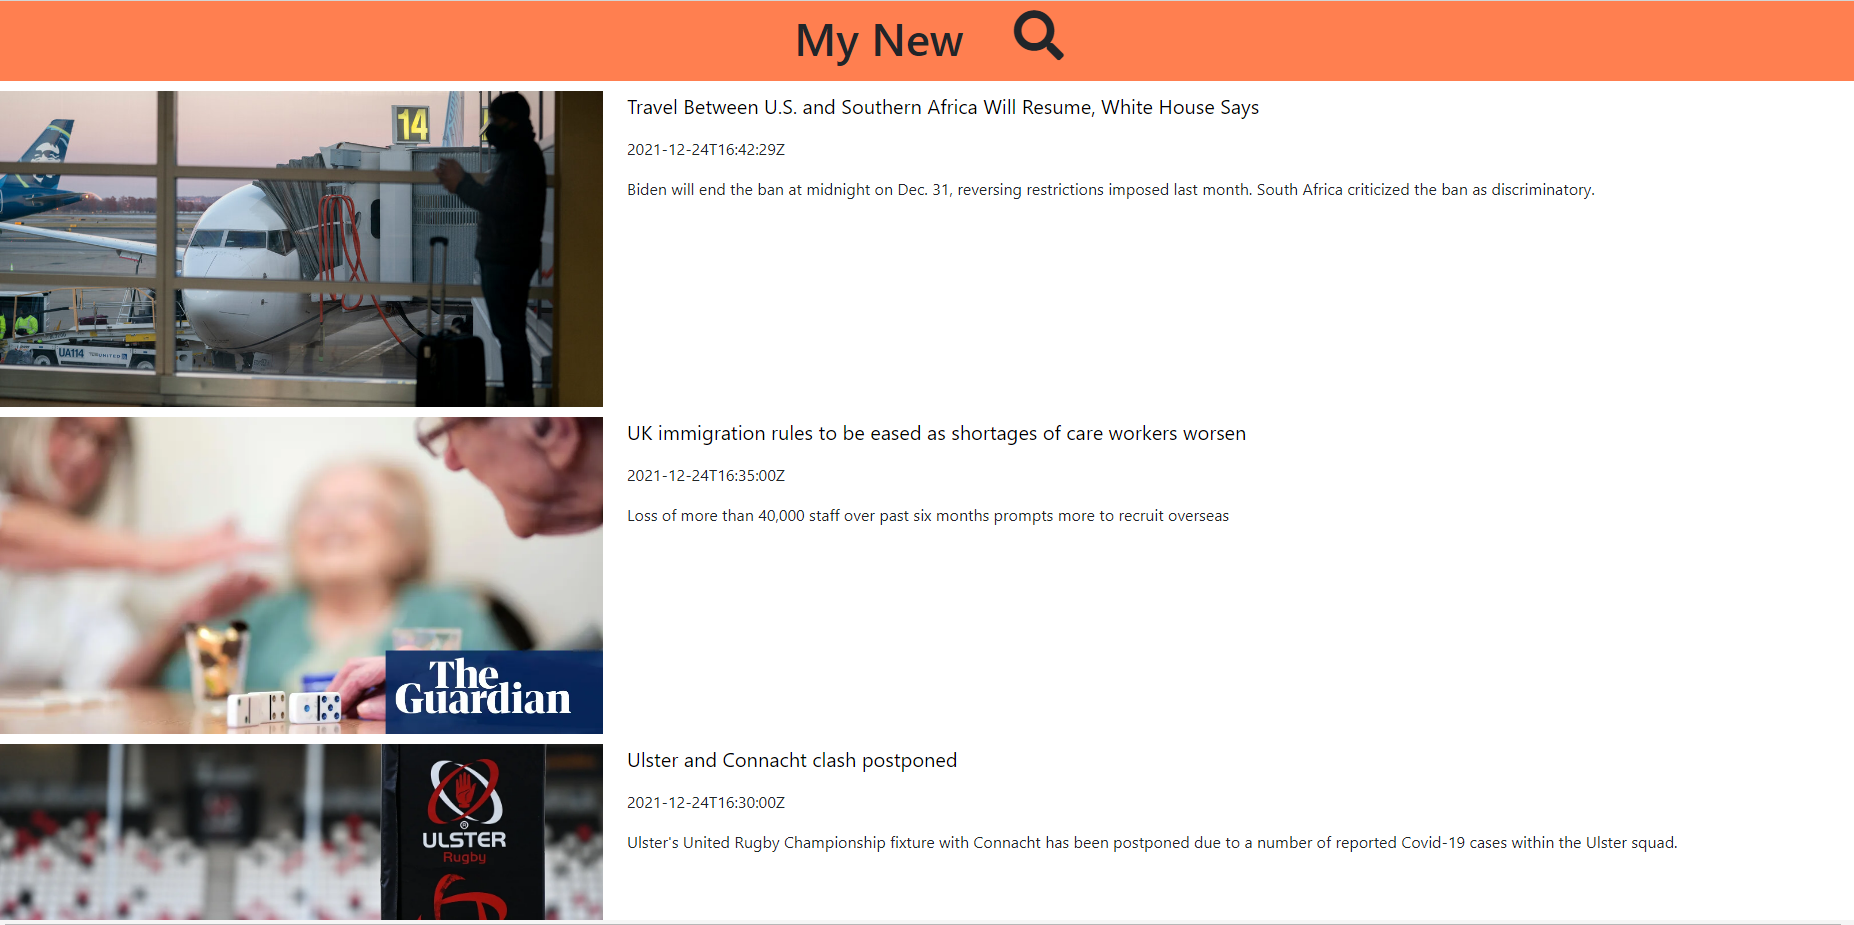 My New
14
UA114
UNITED
Travel Between U.S. and Southern Africa Will Resume, White House Says
2021-12-24T16:42:29Z
Biden will end the ban at midnight on Dec. 31, reversing restrictions imposed last month. South Africa criticized the ban as discriminatory.
The
Guardian
UK immigration rules to be eased as shortages of care workers worsen
2021-12-24T16:35:00Z
Loss of more than 40,000 staff over past six months prompts more to recruit overseas
®
ULSTER
Rugby
Ulster and Connacht clash postponed
2021-12-24T16:30:00Z
Ulster's United Rugby Championship fixture with Connacht has been postponed due to a number of reported Covid-19 cases within the Ulster squad.